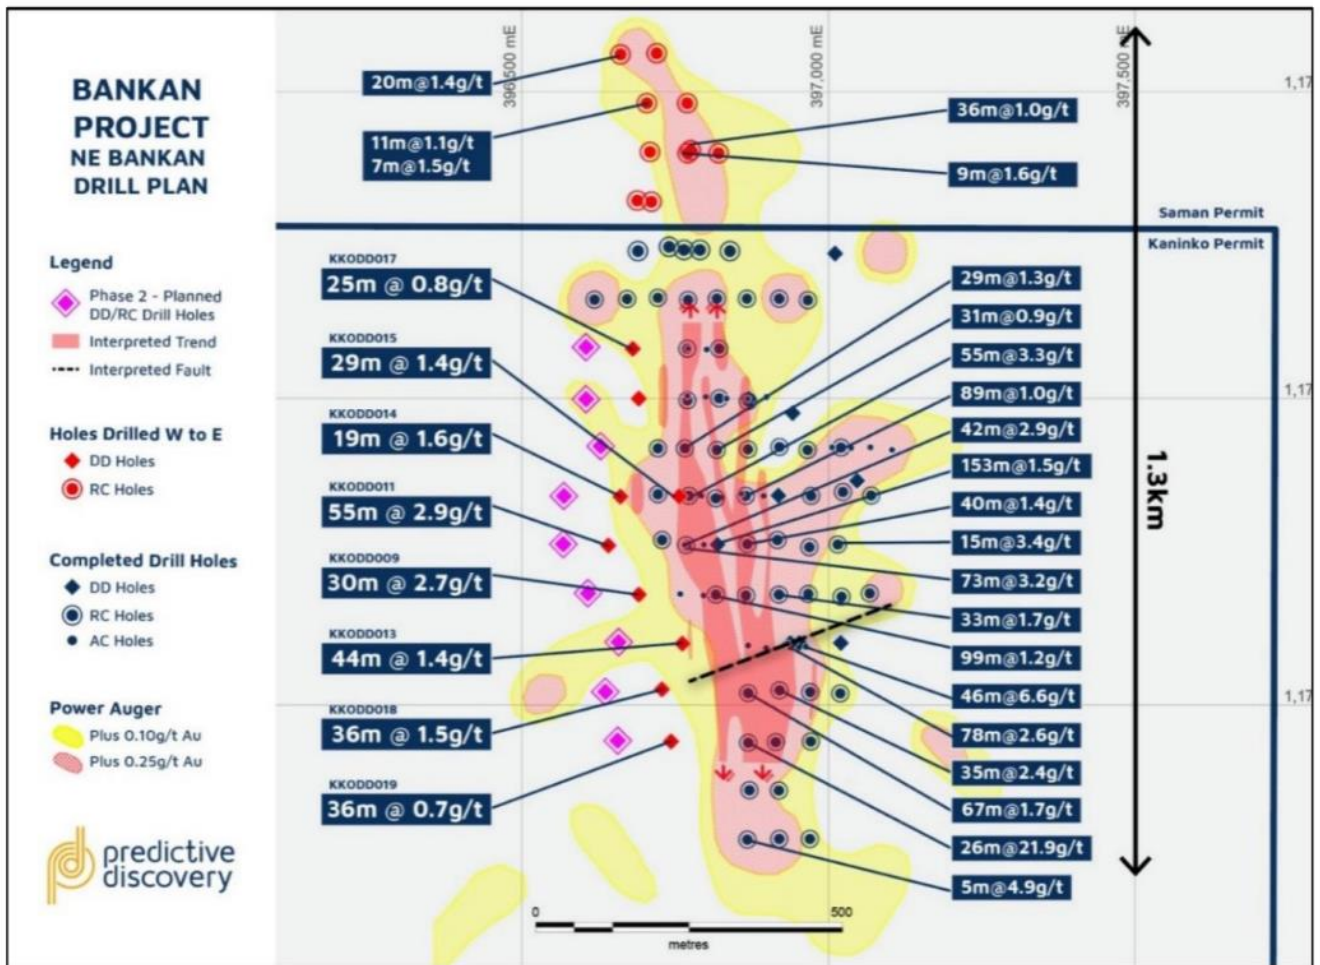 BANKAN
PROJECT
NE BANKAN
DRILL PLAN
Legend
Phase 2 - Planned
DD/RC Drill Holes
Interpreted Trend
Interpreted Fault
Holes Drilled W to E
DD Holes
RC Holes
Completed Drill Holes
DD Holes
RC Holes
AC Holes
Power Auger
Plus 0.10g/t Au
Plus 0.25g/t Au
predictive
discovery
396,500 mE
397,000 mE
397,500 mE
1,17
1,17
1,17
20m@1.4g/t
11m@1.1g/t
7m@1.5g/t
36m@1.0g/t
9m@1.6g/t
Saman Permit
Kaninko Permit
KKODD017
25m @ 0.8g/t
KKODD015
29m @ 1.4g/t
KKODD014
19m @ 1.6g/t
KKODD011
55m @ 2.9g/t
KKODD009
30m @ 2.7g/t
KKODD013
44m @ 1.4g/t
KKODD018
36m @ 1.5g/t
KKODD019
36m @ 0.7g/t
29m@1.3g/t
31m@0.9g/t
55m@3.3g/t
89m@1.0g/t
42m@2.9g/t
153m@1.5g/t
40m@1.4g/t
15m@3.4g/t
73m@3.2g/t
33m@1.7g/t
99m@1.2g/t
46m@6.6g/t
78m@2.6g/t
35m@2.4g/t
67m@1.7g/t
26m@21.9g/t
5m@4.9g/t
1.3km
0 500
metres